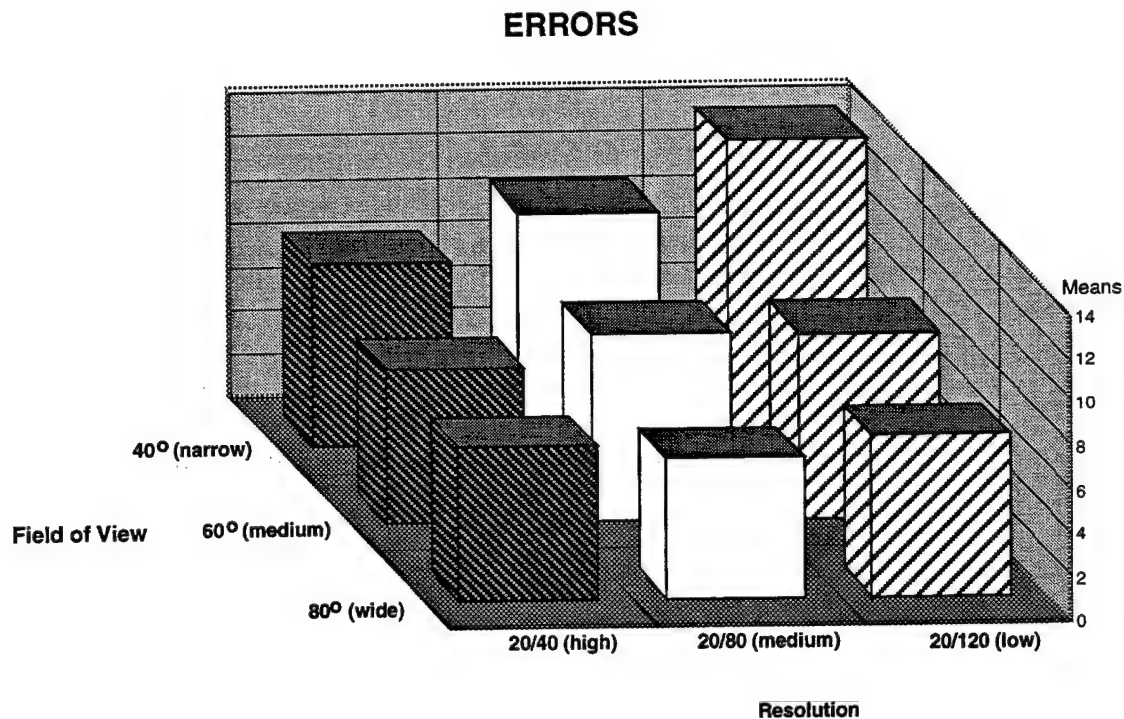 ERRORS
Means
14
12
10
8
6
4
2
0
40° (narrow)
Field of View
60° (medium)
80° (wide)
20/40 (high)
20/80 (medium)
20/120 (low)
Resolution